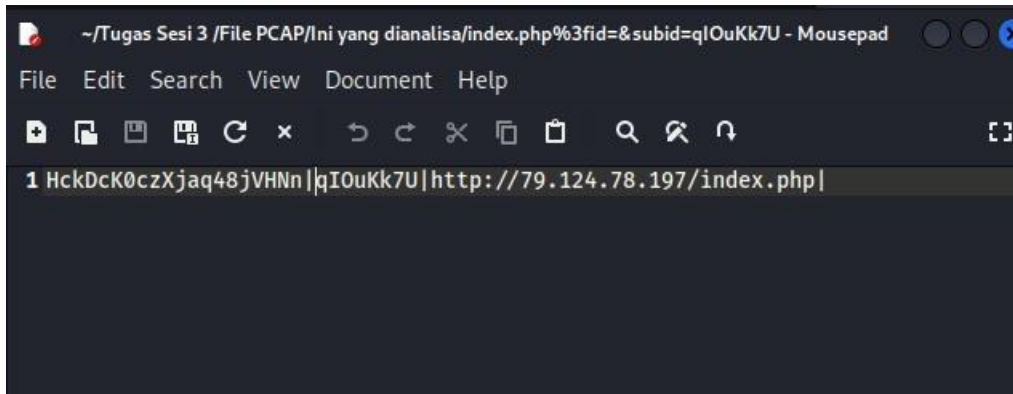 ~/Tugas Sesi 3 /File PCAP/Ini yang dianalisa/index.php%3fid=&subid=qIOuKk7U - Mousepad
File Edit Search View Document Help
1 HckDcK0czXjaq48jVHNn|qIOuKk7U|http://79.124.78.197/index.php|